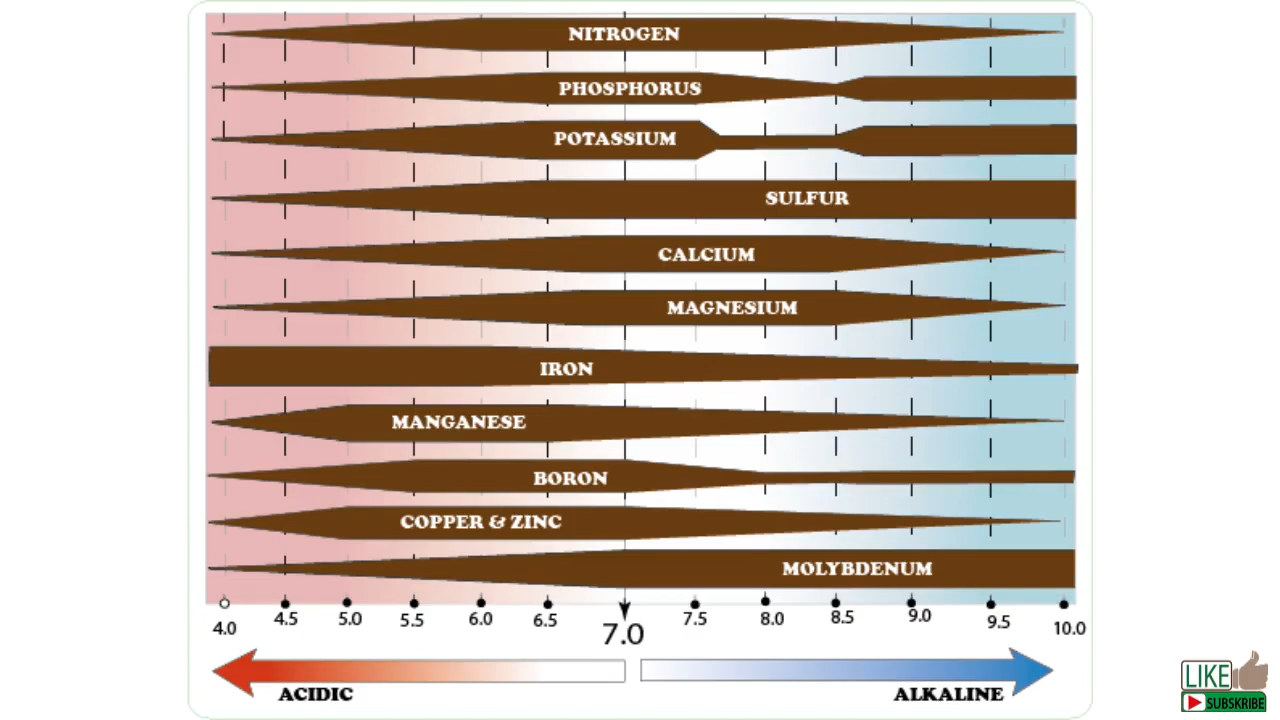 NITROGEN
PHOSPHORUS
POTASSIUM
SULFUR
CALCIUM
MAGNESIUM
IRON
MANGANESE
BORON
COPPER & ZINC
MOLYBDENUM
4.0 4.5 5.0 5.5 6.0 6.5 7.0 7.5 8.0 8.5 9.0 9.5 10.0
ACIDIC ALKALINE
LIKE
SUBSKRIBE